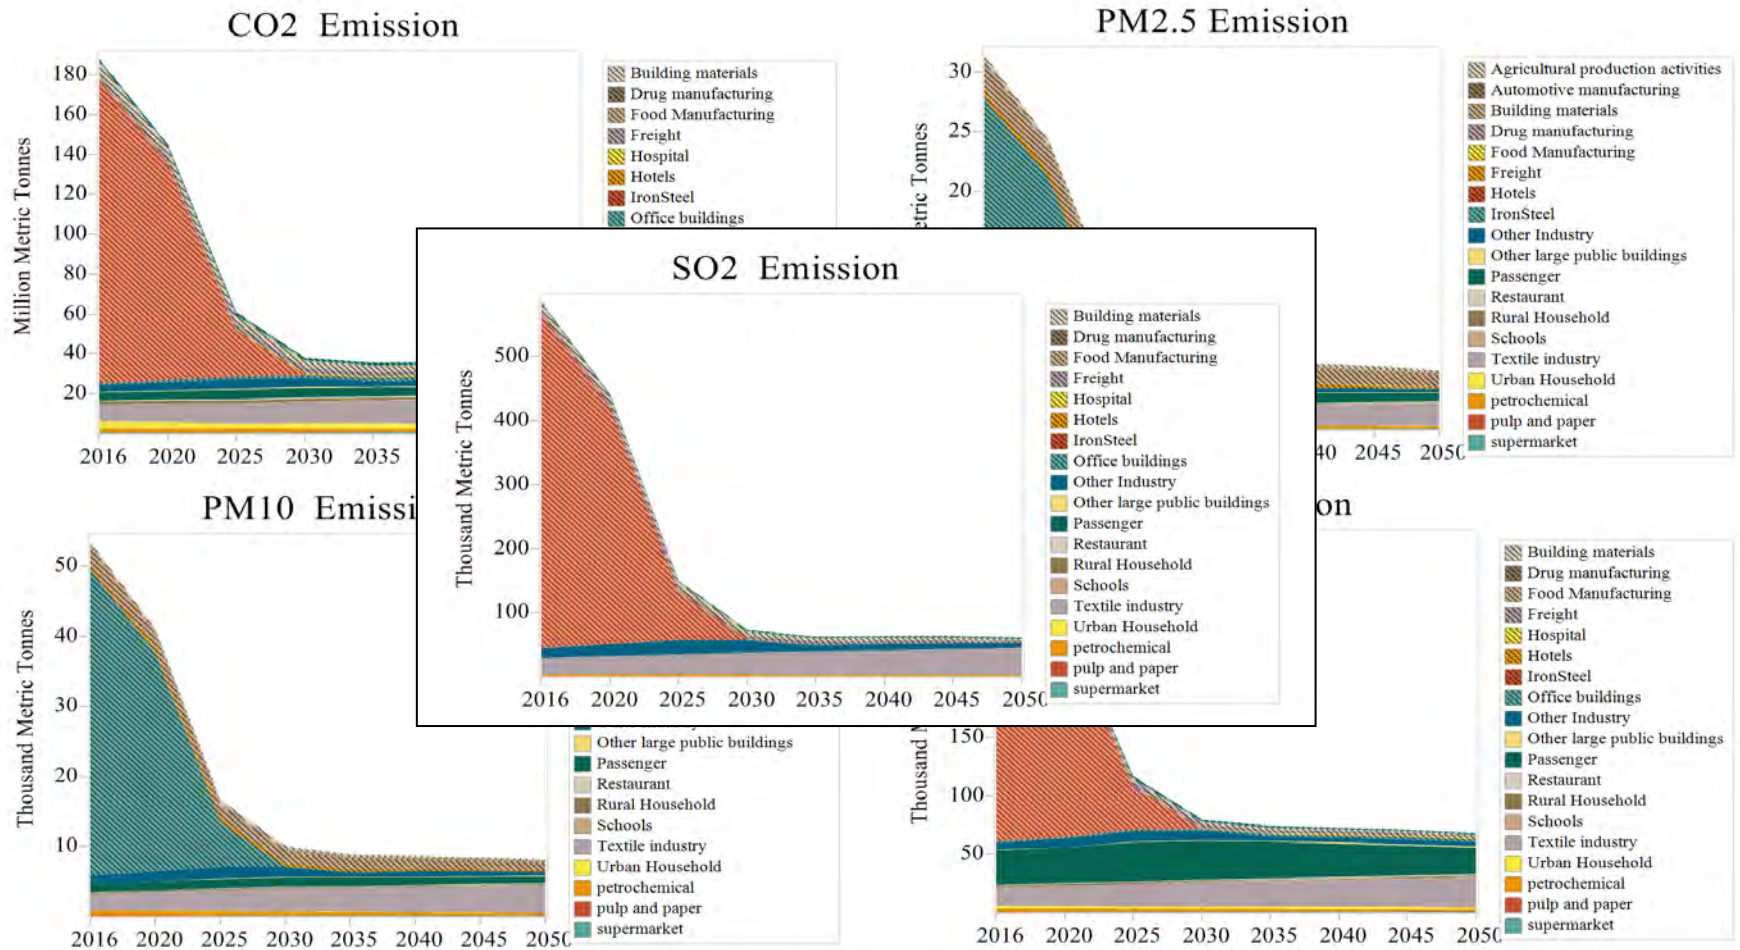 CO2 Emission
Million Metric Tonnes
180
160
140
120
100
80
60
40
20
2016 2020 2025 2030 2035
Building materials
Drug manufacturing
Food Manufacturing
Freight
Hospital
Hotels
IronSteel
Office buildings
PM2.5 Emission
etric Tonnes
30
25
20
40 2045 2050
Agricultural production activities
Automotive manufacturing
Building materials
Drug manufacturing
Food Manufacturing
Freight
Hotels
IronSteel
Other Industry
Other large public buildings
Passenger
Restaurant
Rural Household
Schools
Textile industry
Urban Household
petrochemical
pulp and paper
supermarket
SO2 Emission
Thousand Metric Tonnes
500
400
300
200
100
2016 2020 2025 2030 2035 2040 2045 2050
Building materials
Drug manufacturing
Food Manufacturing
Freight
Hospital
Hotels
IronSteel
Office buildings
Other Industry
Other large public buildings
Passenger
Restaurant
Rural Household
Schools
Textile industry
Urban Household
petrochemical
pulp and paper
supermarket
PM10 Emissi
Thousand Metric Tonnes
50
40
30
20
10
2016 2020 2025 2030 2035 2040 2045 2050
Other large public buildings
Passenger
Restaurant
Rural Household
Schools
Textile industry
Urban Household
petrochemical
pulp and paper
supermarket
on
Thousand M
150
100
50
2016 2020 2025 2030 2035 2040 2045 2050
Building materials
Drug manufacturing
Food Manufacturing
Freight
Hospital
Hotels
IronSteel
Office buildings
Other Industry
Other large public buildings
Passenger
Restaurant
Rural Household
Schools
Textile industry
Urban Household
petrochemical
pulp and paper
supermarket